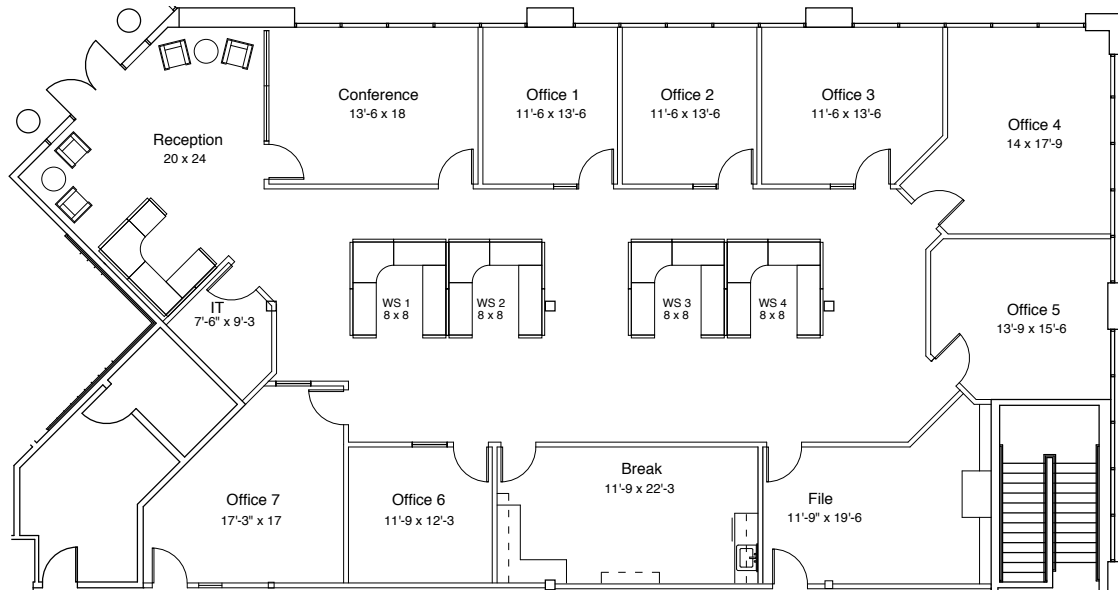 Conference
13'-6 x 18
Office 1
11'-6 x 13'-6
Office 2
11'-6 x 13'-6
Office 3
11'-6 x 13'-6
Office 4
14 x 17'-9
Reception
20 x 24
IT
7'-6" x 9'-3
WS 1
8 x 8
WS 2
8 x 8
WS 3
8 x 8
WS 4
8 x 8
Office 5
13'-9 x 15'-6
Office 7
17'-3" x 17
Office 6
11'-9 x 12'-3
Break
11'-9 x 22'-3
File
11'-9" x 19'-6